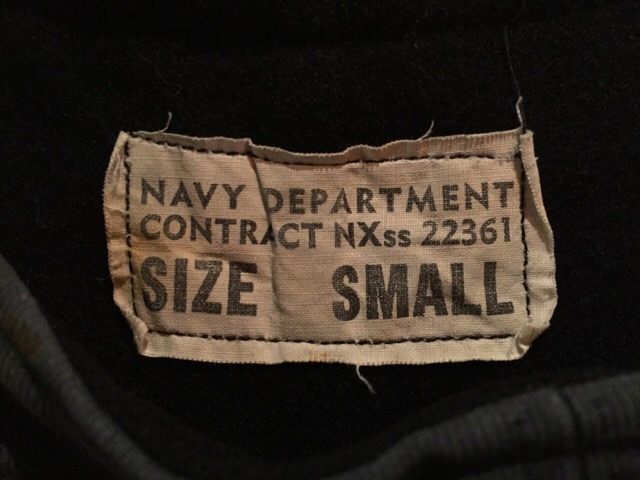 NAVY DEPARTMENT
CONTRACT NXss 22361
SIZE SMALL